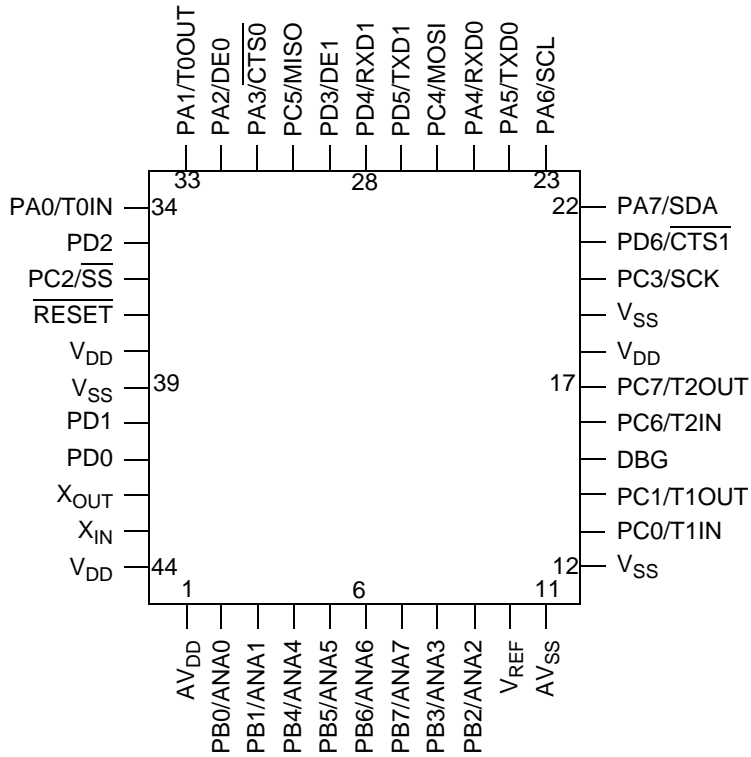 PA1/T0OUT
PA2/DE0
PA3/CTS0
PC5/MISO
PD3/DE1
PD4/RXD1
PD5/TXD1
PC4/MOSI
PA4/RXD0
PA5/TXD0
PA6/SCL
33
28
23
PA0/T0IN
34
22
PA7/SDA
PD2
PD6/CTS1
PC2/SS
PC3/SCK
RESET
VSS
VDD
VDD
VSS
39
17
PC7/T2OUT
PD1
PC6/T2IN
PD0
DBG
XOUT
PC1/T1OUT
XIN
PC0/T1IN
VDD
44
12
VSS
1
6
11
AVDD
PB0/ANA0
PB1/ANA1
PB4/ANA4
PB5/ANA5
PB6/ANA6
PB7/ANA7
PB3/ANA3
PB2/ANA2
VREF
AVSS